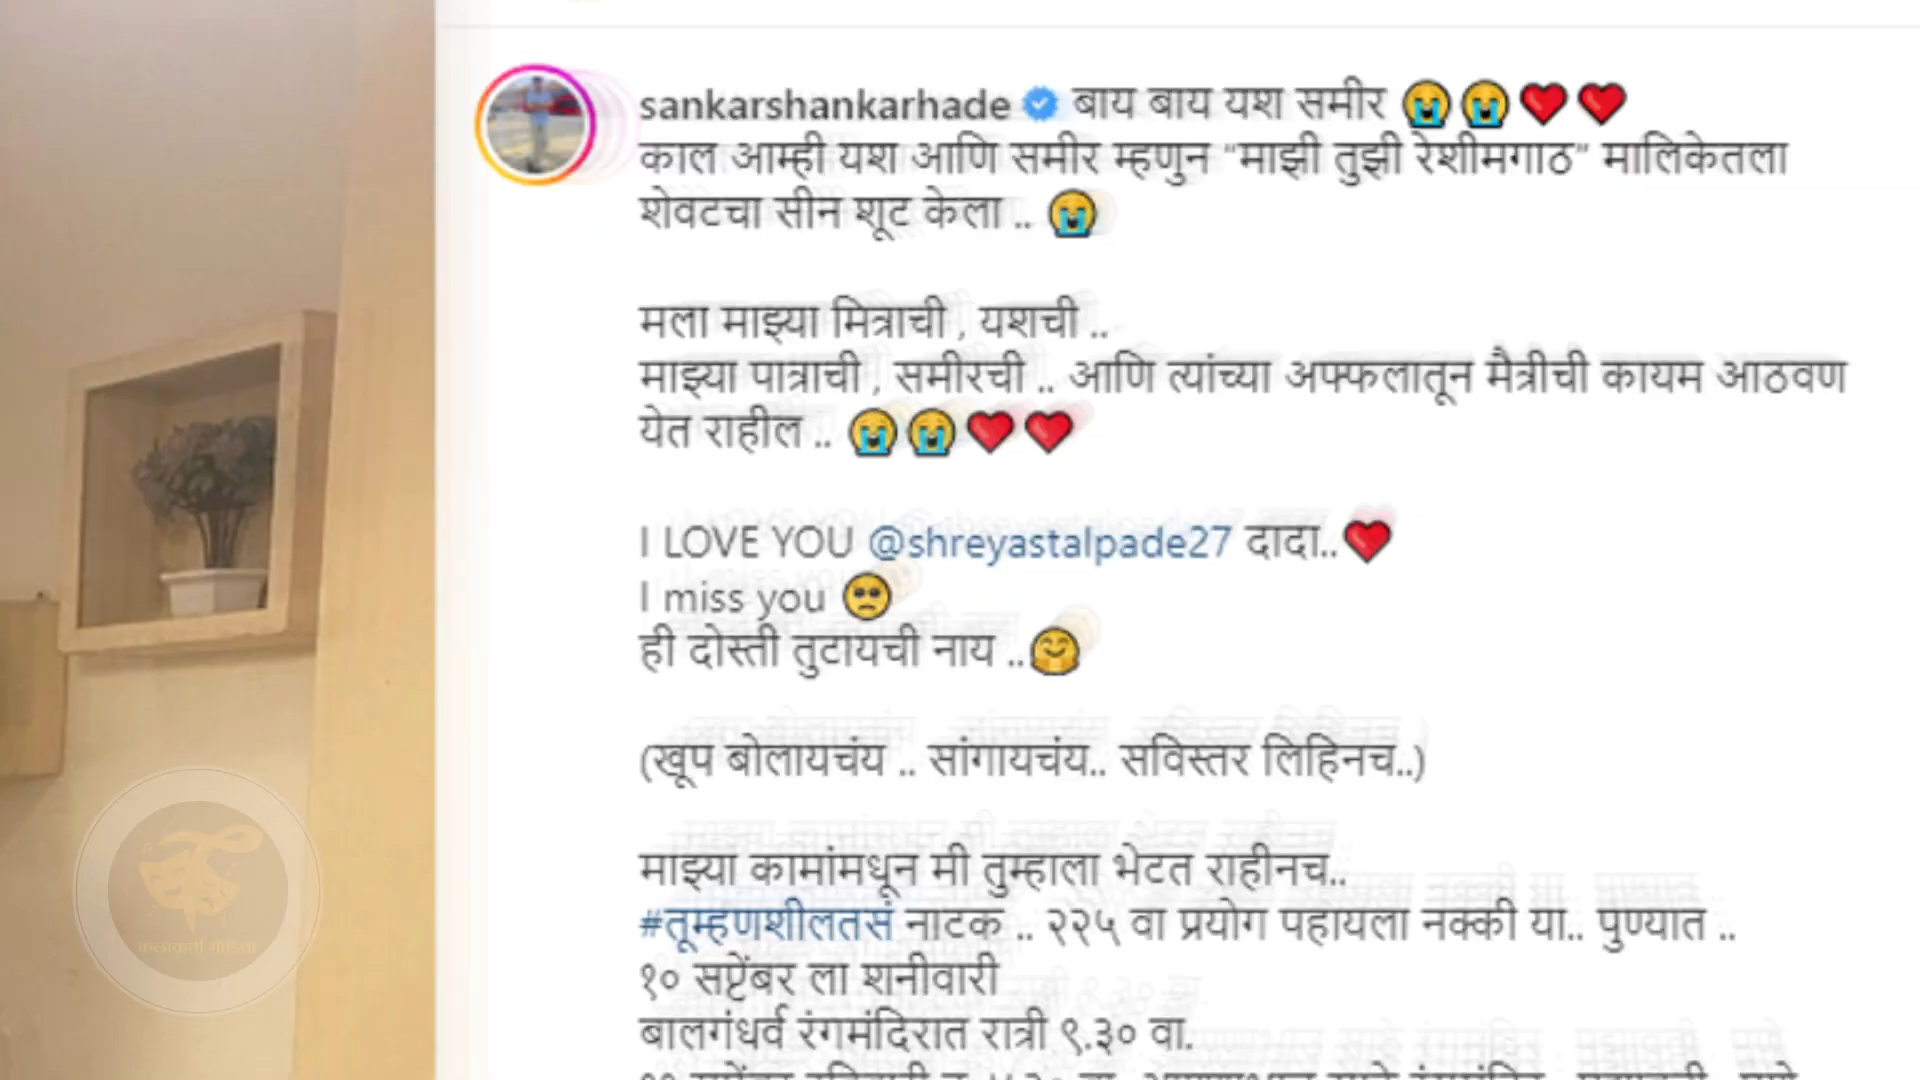 sankarshankarhade बाय बाय यश समीर 😭😭❤️❤️
काल आम्ही यश आणि समीर म्हणुन "माझी तुझी रेशीमगाठ" मालिकेतला
शेवटचा सीन शूट केला .. 😭
मला माझ्या मित्राची , यशची ..
माझ्या पात्राची , समीरची .. आणि त्यांच्या अफ्फलातून मैत्रीची कायम आठवण
येत राहील .. 😭😭❤️❤️
I LOVE YOU @shreyastalpade27 दादा..❤️
I miss you 🥺
ही दोस्ती तुटायची नाय ..🤗
(खूप बोलायचंय .. सांगायचंय.. सविस्तर लिहिनच..)
माझ्या कामांमधून मी तुम्हाला भेटत राहीनच..
#तूम्हणशीलतसं नाटक .. २२५ वा प्रयोग पहायला नक्की या.. पुण्यात ..
१० सप्टेंबर ला शनीवारी
बालगंधर्व रंगमंदिरात रात्री ९.३० वा.